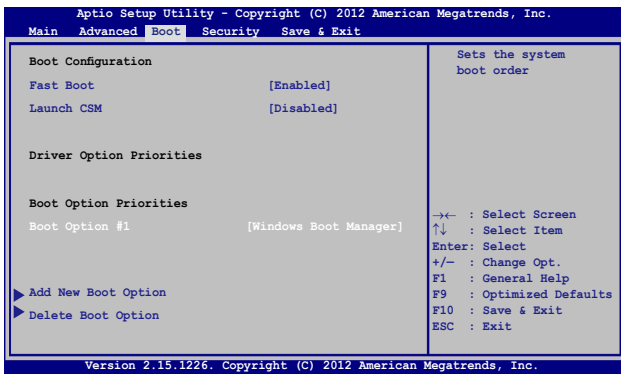 Aptio Setup Utility - Copyright (C) 2012 American Megatrends, Inc.
Main Advanced Boot Security Save & Exit
Boot Configuration
Fast Boot [Enabled]
Launch CSM [Disabled]
Driver Option Priorities
Boot Option Priorities
Boot Option #1 [Windows Boot Manager]
Add New Boot Option
Delete Boot Option
Sets the system
boot order
→← : Select Screen
↑↓ : Select Item
Enter: Select
+/— : Change Opt.
F1 : General Help
F9 : Optimized Defaults
F10 : Save & Exit
ESC : Exit
Version 2.15.1226. Copyright (C) 2012 American Megatrends, Inc.